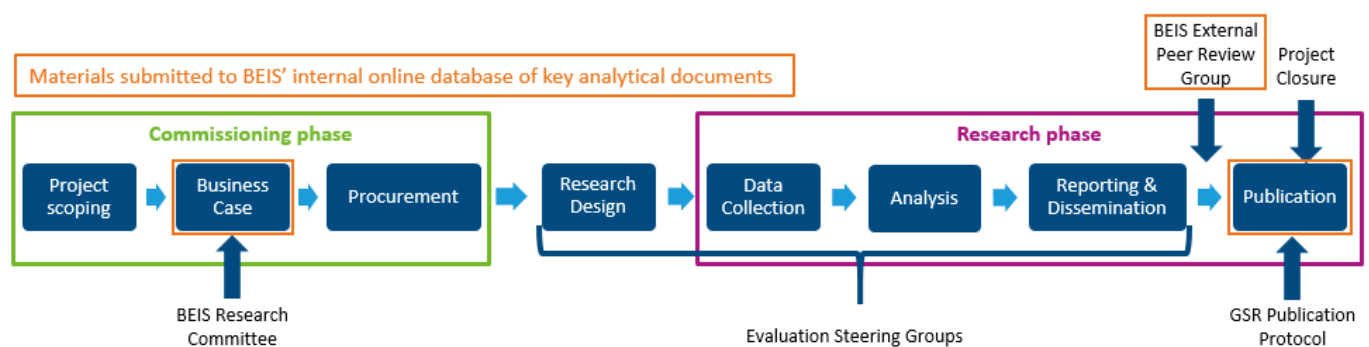 BEIS External
Peer Review
Group
Project
Closure
Materials submitted to BEIS' internal online database of key analytical documents
Commissioning phase
Research phase
Project
scoping
Business
Case
Procurement
Research
Design
Data
Collection
Analysis
Reporting &
Dissemination
Publication
BEIS Research
Committee
Evaluation Steering Groups
GSR Publication
Protocol